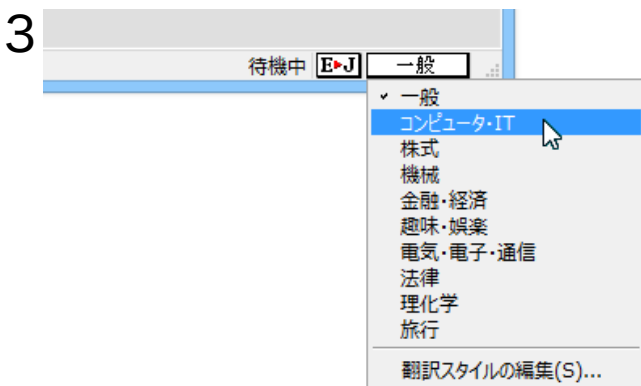 3
待機中 E▸J 一般
一般
コンピュータ・IT
株式
機械
金融・経済
趣味・娯楽
電気・電子・通信
法律
理化学
旅行
翻訳スタイルの編集(S)...